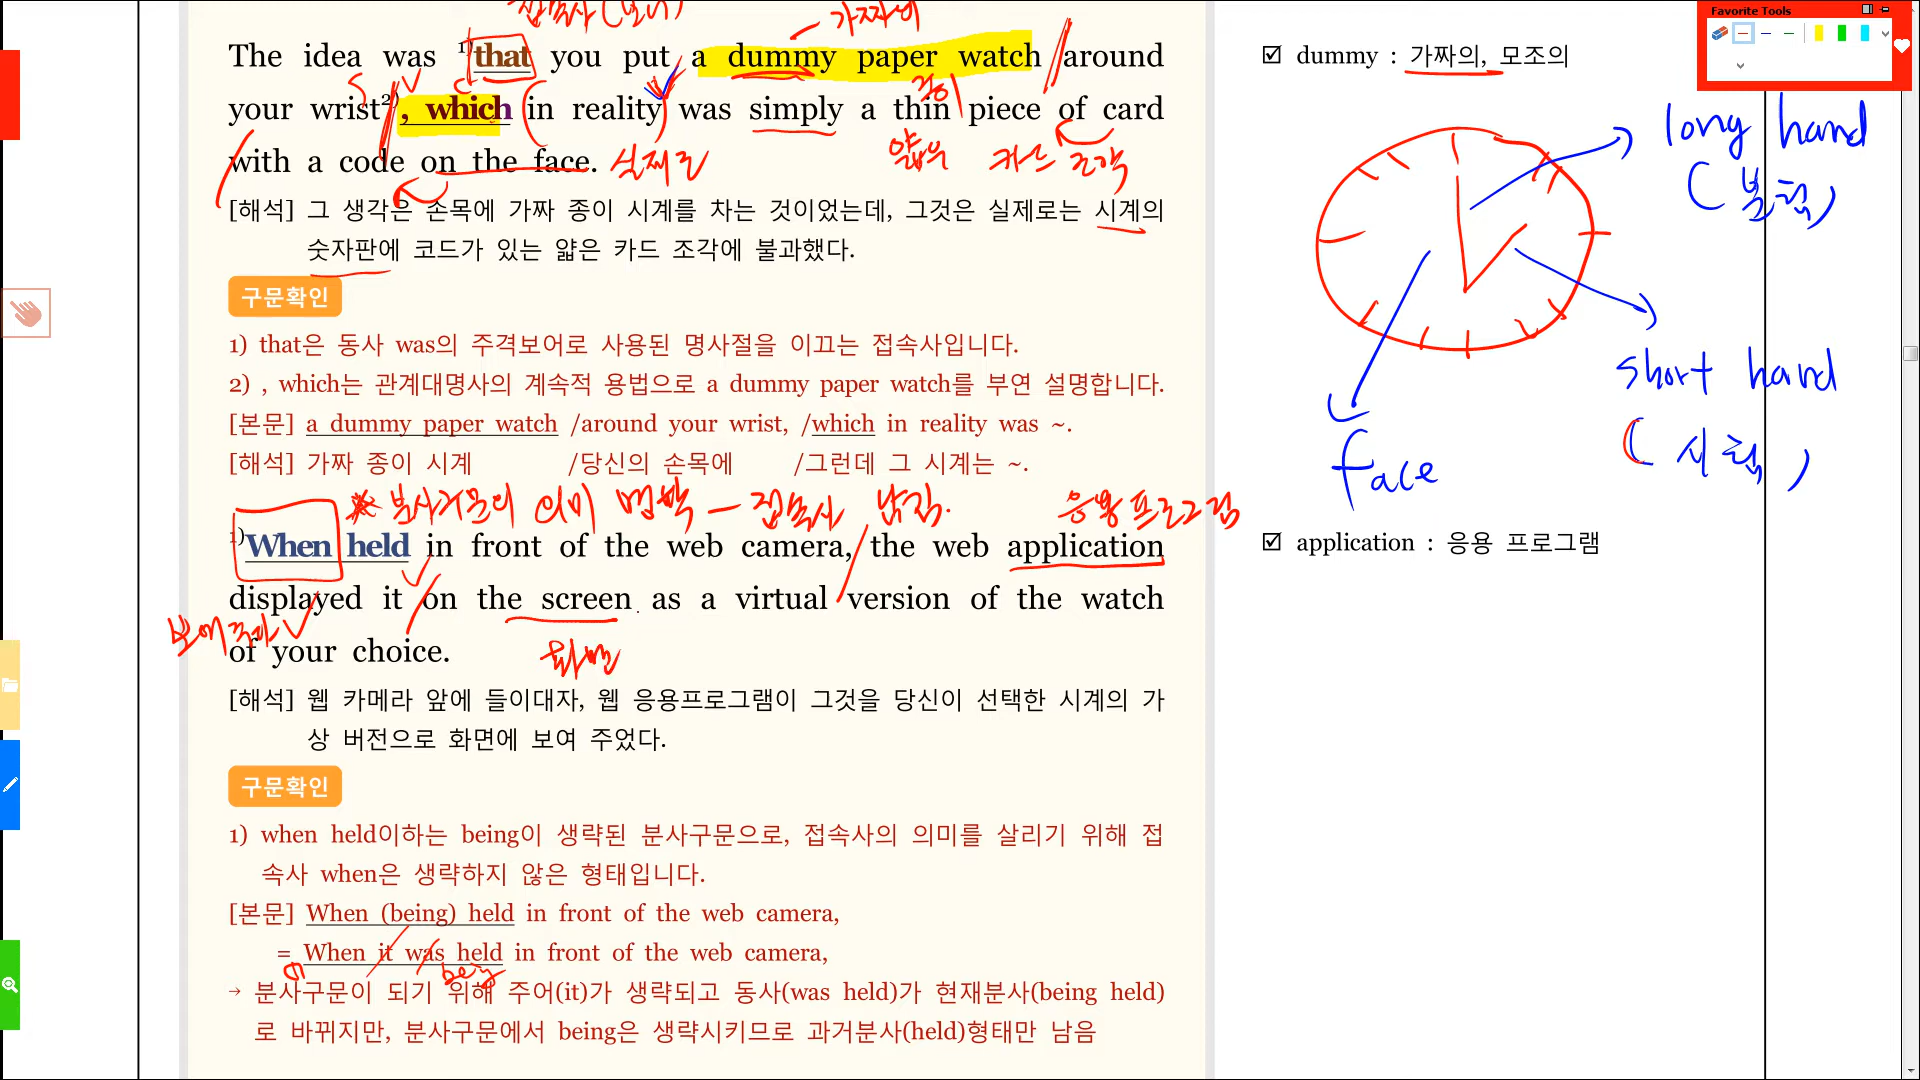 Favorite Tools
가짜의
The idea was 1)that you put a dummy paper watch around
☑ dummy : 가짜의, 모조의
your wrist2), which in reality was simply a thin piece of card
with a code on the face.
실제로
얇은
카드 조각
[해석] 그 생각은 손목에 가짜 종이 시계를 차는 것이었는데, 그것은 실제로는 시계의
숫자판에 코드가 있는 얇은 카드 조각에 불과했다.
long hand
(분침)
short hand
(시침)
face
구문확인
1) that은 동사 was의 주격보어로 사용된 명사절을 이끄는 접속사입니다.
2) , which는 관계대명사의 계속적 용법으로 a dummy paper watch를 부연 설명합니다.
[본문] a dummy paper watch /around your wrist, /which in reality was ~.
[해석] 가짜 종이 시계 /당신의 손목에 /그런데 그 시계는 ~.
* 분사구문의 의미 명확 – 접속사 남김.
응용프로그램
1)When held in front of the web camera, the web application
☑ application : 응용 프로그램
displayed it on the screen as a virtual version of the watch
보여주다
of your choice.
화면
[해석] 웹 카메라 앞에 들이대자, 웹 응용프로그램이 그것을 당신이 선택한 시계의 가
상 버전으로 화면에 보여 주었다.
구문확인
1) when held이하는 being이 생략된 분사구문으로, 접속사의 의미를 살리기 위해 접
속사 when은 생략하지 않은 형태입니다.
[본문] When (being) held in front of the web camera,
= When it was held in front of the web camera,
being
→ 분사구문이 되기 위해 주어(it)가 생략되고 동사(was held)가 현재분사(being held)
로 바뀌지만, 분사구문에서 being은 생략시키므로 과거분사(held)형태만 남음